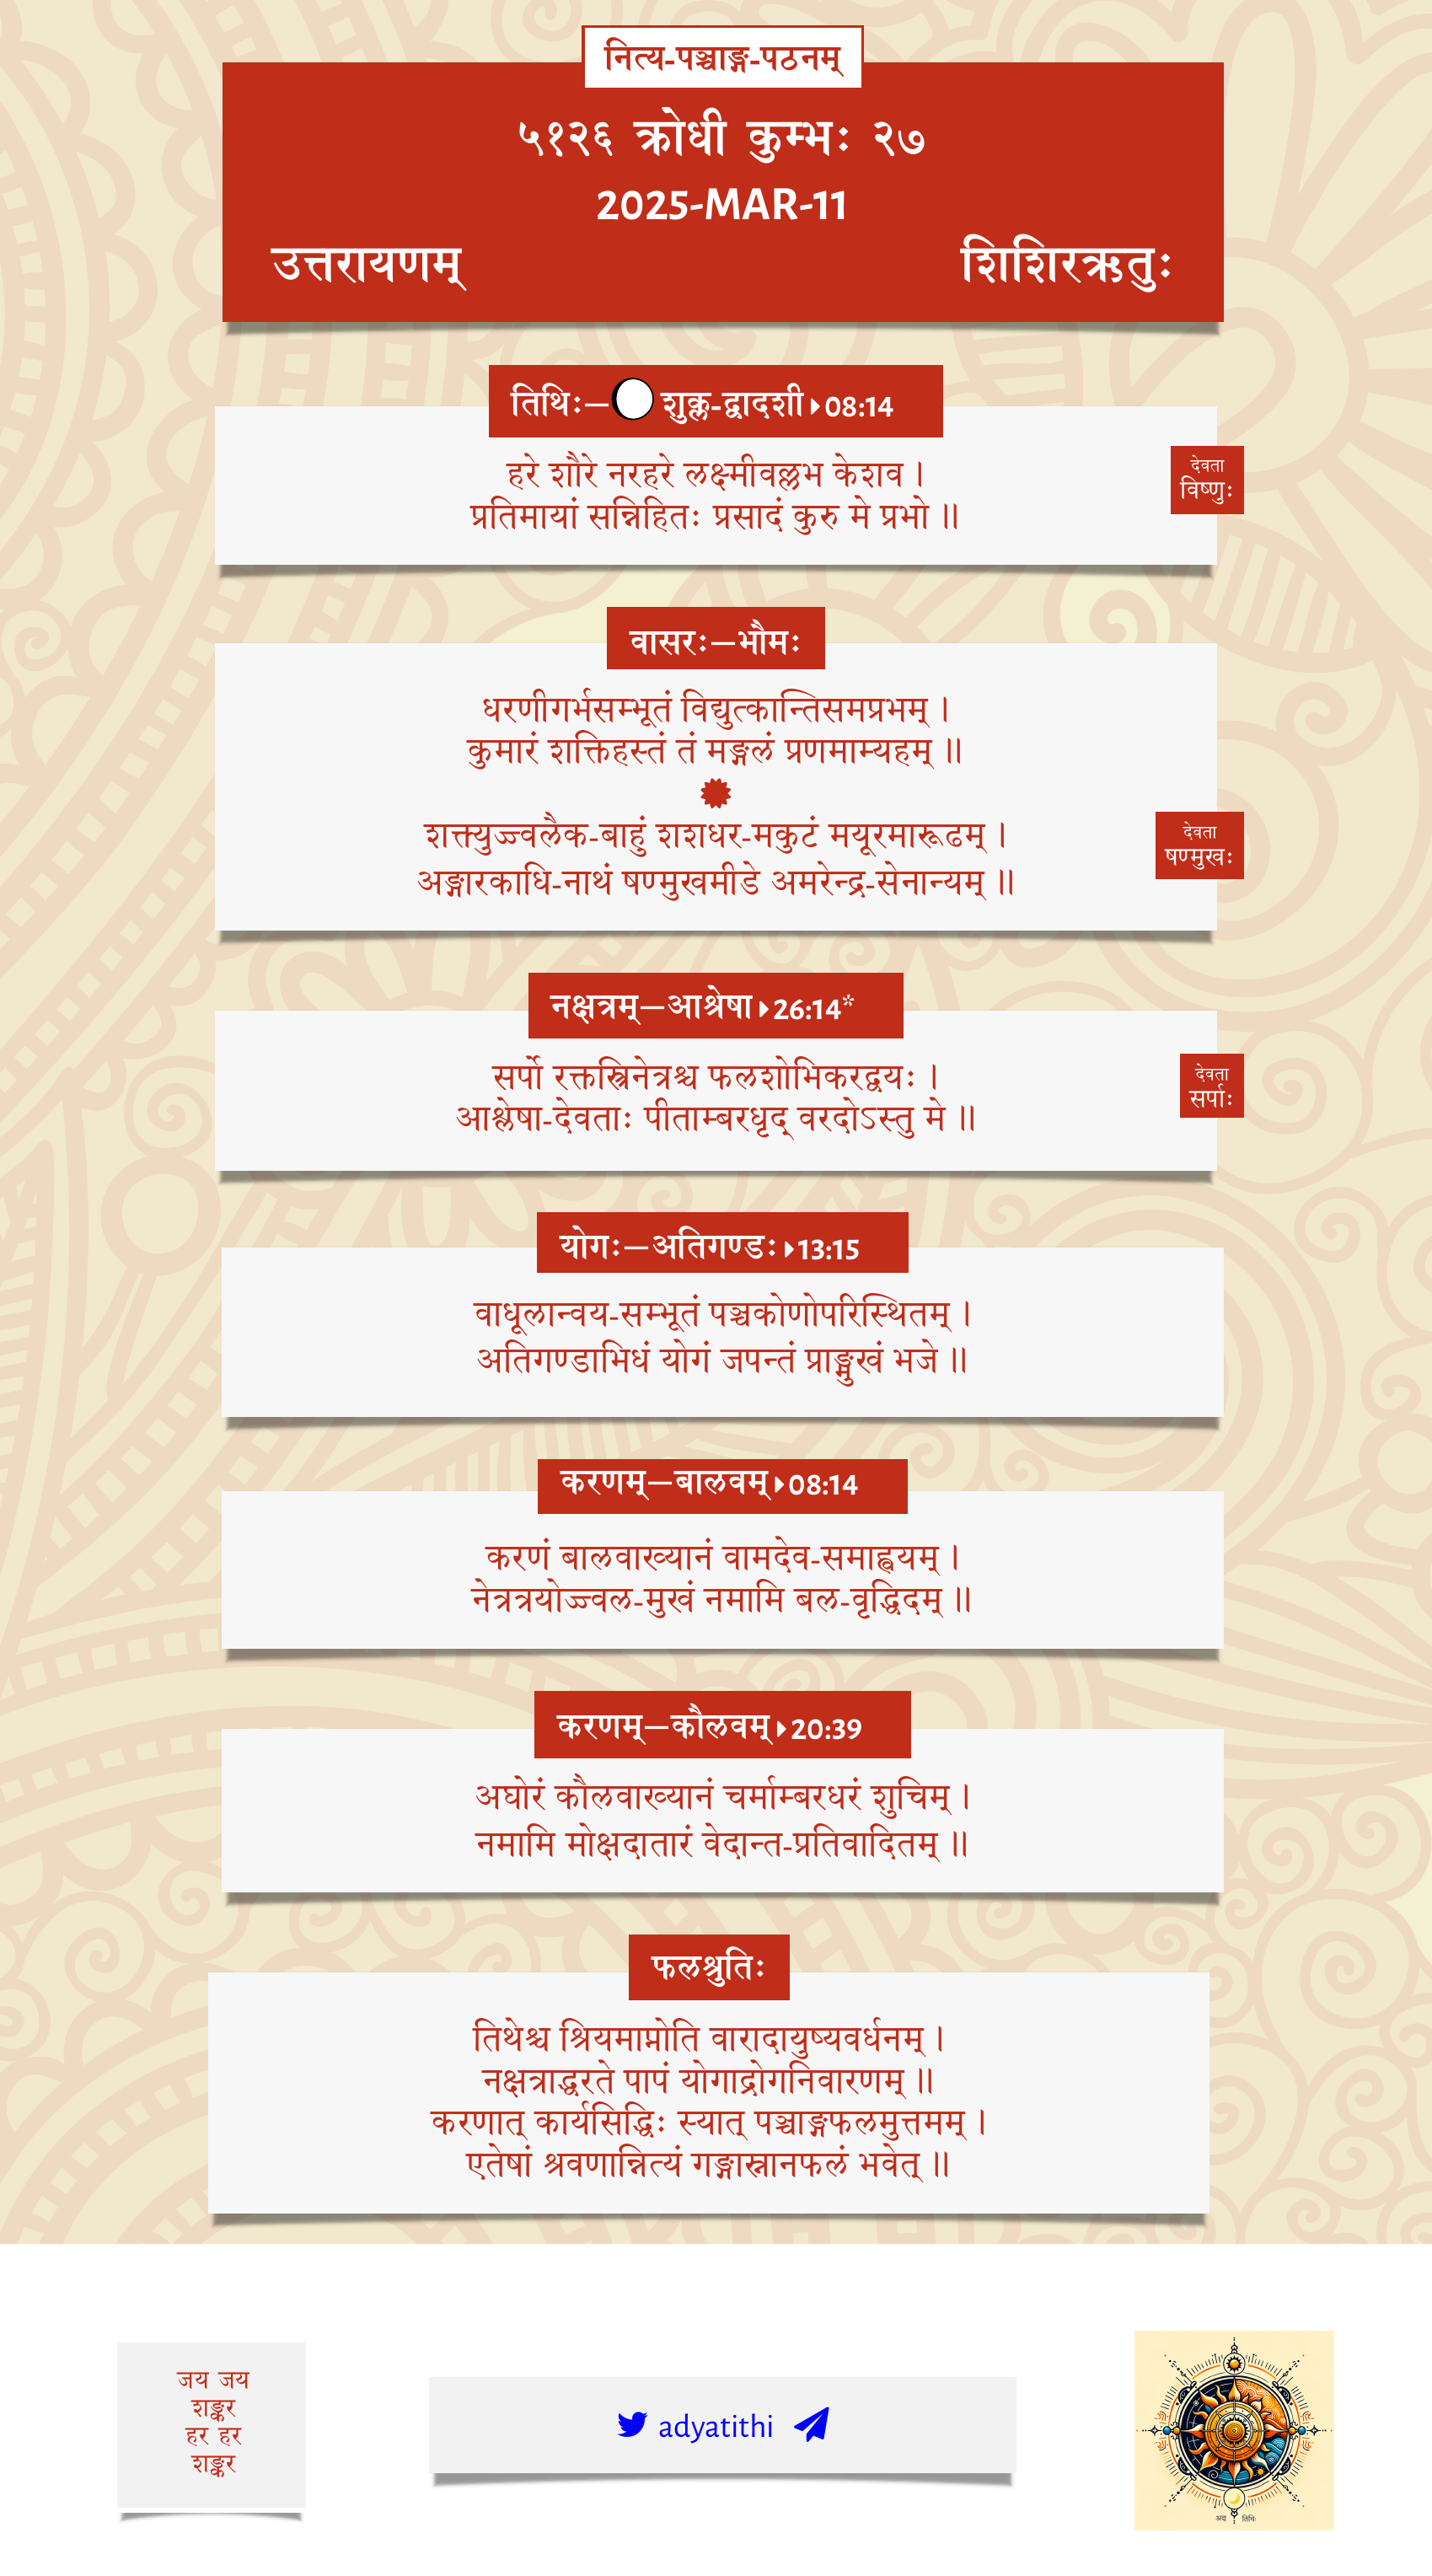 नित्य-पञ्चाङ्ग-पठनम्
५१२६ क्रोधी कुम्भः २७
2025-MAR-11
उत्तरायणम् शिशिरऋतुः
तिथिः—शुक्ल-द्वादशी 08:14
हरे शौरे नरहरे लक्ष्मीवल्लभ केशव ।
प्रतिमायां सन्निहितः प्रसादं कुरु मे प्रभो ॥
देवता
विष्णुः
वासरः—भौमः
धरणीगर्भसम्भूतं विद्युत्कान्तिसमप्रभम् ।
कुमारं शक्तिहस्तं तं मङ्गलं प्रणमाम्यहम् ॥
शक्त्युज्ज्वलैक-बाहुं शशधर-मकुटं मयूरमारूढम् ।
अङ्गारकाधि-नाथं षण्मुखमीडे अमरेन्द्र-सेनान्यम् ॥
देवता
षण्मुखः
नक्षत्रम्—आश्रेषा 26:14*
सर्पो रक्तस्त्रिनेत्रश्च फलशोभिकरद्वयः ।
आश्लेषा-देवताः पीताम्बरधृद् वरदोऽस्तु मे ॥
देवता
सर्पाः
योगः—अतिगण्डः 13:15
वाधूलान्वय-सम्भूतं पञ्चकोणोपरिस्थितम् ।
अतिगण्डाभिधं योगं जपन्तं प्राङ्मुखं भजे ॥
करणम्—बालवम् 08:14
करणं बालवाख्यानं वामदेव-समाह्वयम् ।
नेत्रत्रयोज्ज्वल-मुखं नमामि बल-वृद्धिदम् ॥
करणम्—कौलवम् 20:39
अघोरं कौलवाख्यानं चर्माम्बरधरं शुचिम् ।
नमामि मोक्षदातारं वेदान्त-प्रतिवादितम् ॥
फलश्रुतिः
तिथेश्च श्रियमाप्नोति वारादायुष्यवर्धनम् ।
नक्षत्राद्धरते पापं योगाद्रोगनिवारणम् ॥
करणात् कार्यसिद्धिः स्यात् पञ्चाङ्गफलमुत्तमम् ।
एतेषां श्रवणान्नित्यं गङ्गास्नानफलं भवेत् ॥
जय जय
शङ्कर
हर हर
शङ्कर
adyatithi
अद्य तिथिः